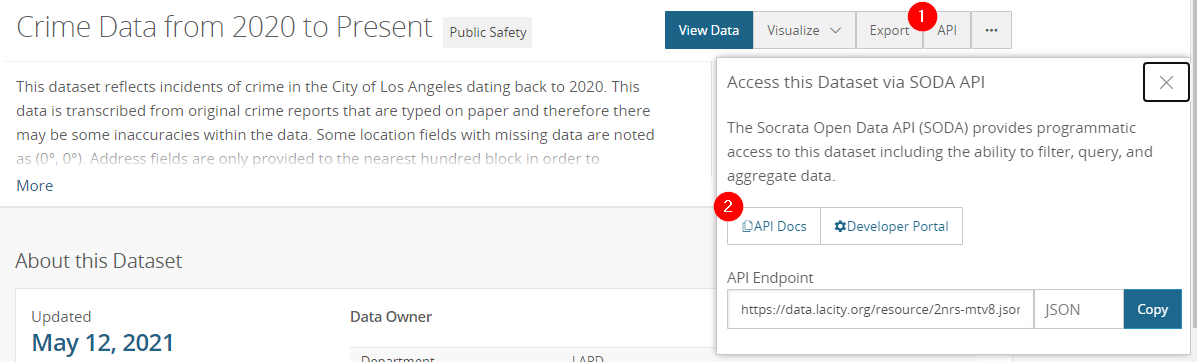 Crime Data from 2020 to Present
Public Safety
View Data
Visualize
Export
1
API
...
This dataset reflects incidents of crime in the City of Los Angeles dating back to 2020. This
data is transcribed from original crime reports that are typed on paper and therefore there
may be some inaccuracies within the data. Some location fields with missing data are noted
as (0°, 0°). Address fields are only provided to the nearest hundred block in order to
More
Access this Dataset via SODA API
The Socrata Open Data API (SODA) provides programmatic
access to this dataset including the ability to filter, query, and
aggregate data.
2
API Docs
Developer Portal
API Endpoint
https://data.lacity.org/resource/2nrs-mtv8.json
JSON
Copy
About this Dataset
Updated
May 12, 2021
Data Owner
Department
LAPD